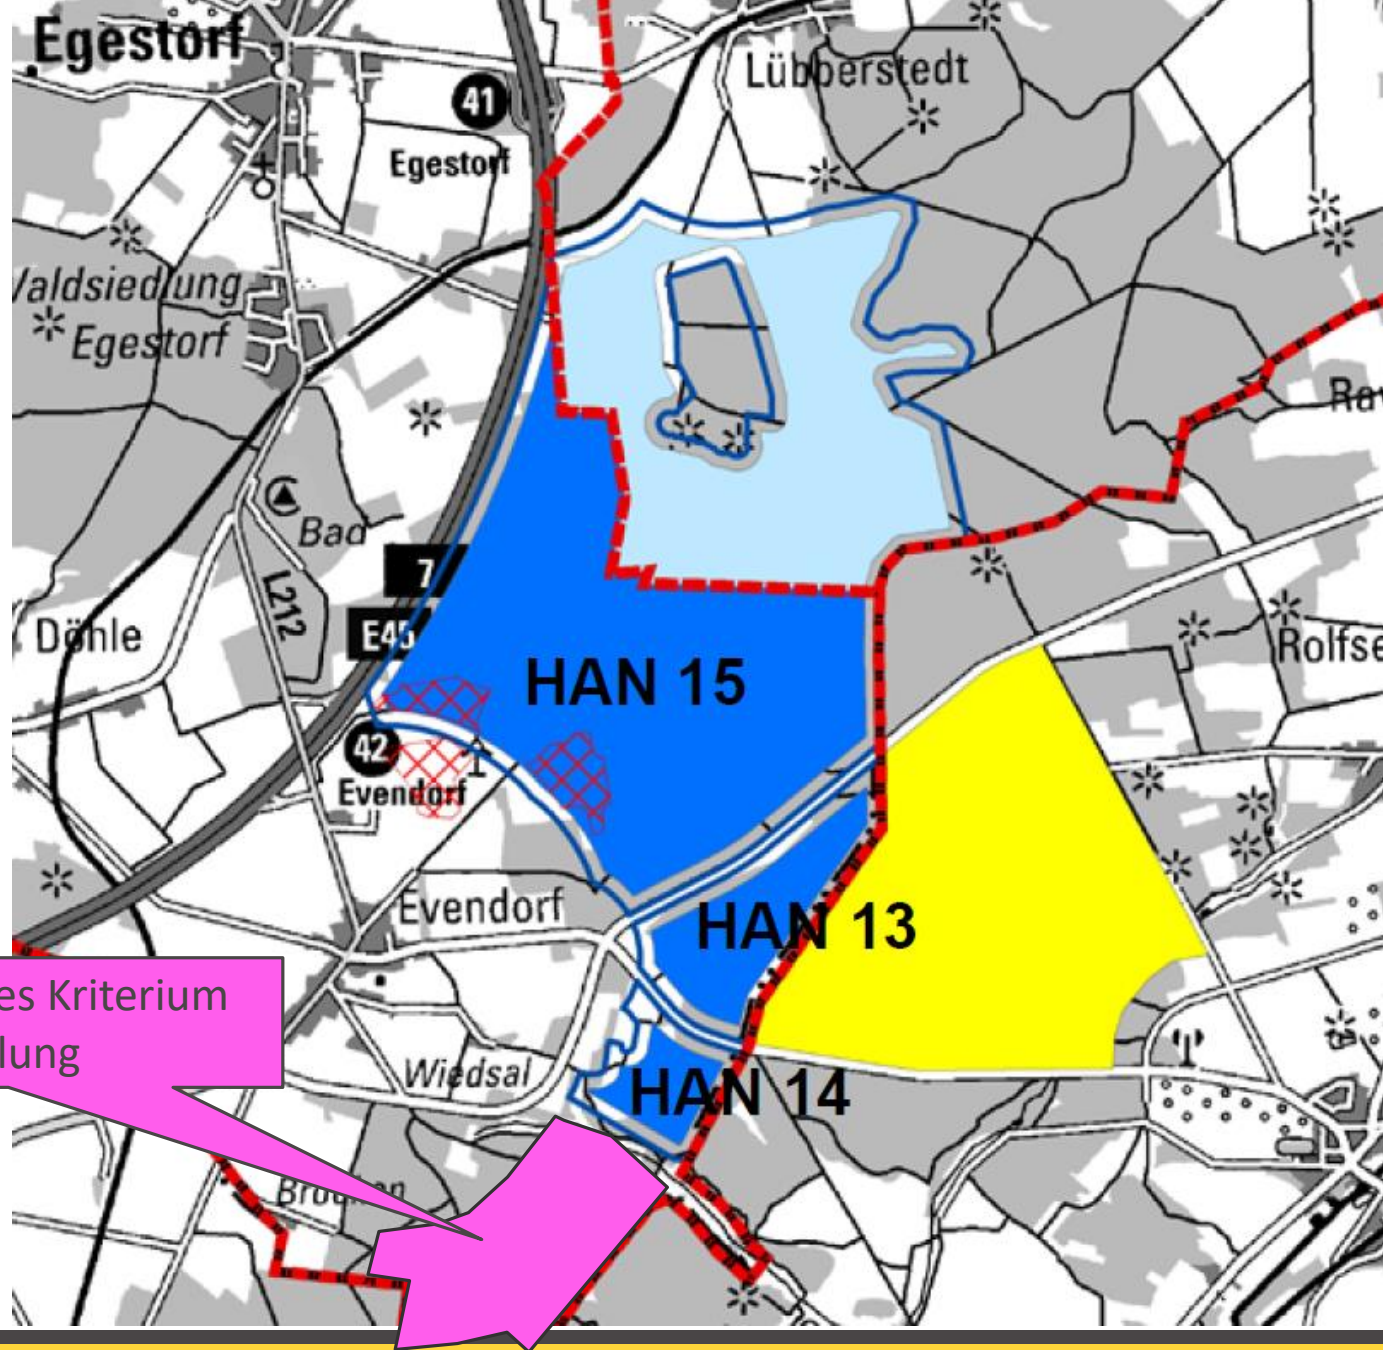 Egestorf
Lübberstedt
41
Egestorf
Waldsiedlung
Egestorf
Bad
7
L212
E45
Döhle
Rolfse
HAN 15
42
Evendorf
Evendorf
HAN 13
es Kriterium
lung
Wiedsal
HAN 14